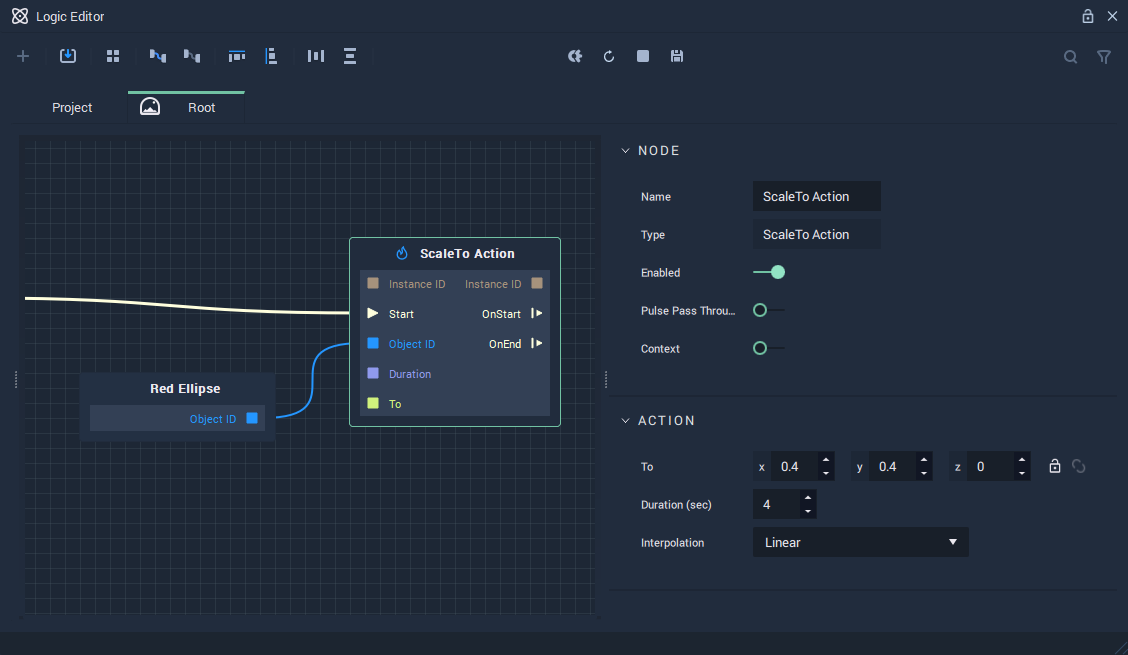 Logic Editor
Project
Root
ScaleTo Action
Instance ID Instance ID
Start OnStart
Object ID OnEnd
Duration
To
Red Ellipse
Object ID
NODE
Name ScaleTo Action
Type ScaleTo Action
Enabled
Pulse Pass Throu...
Context
ACTION
To x 0.4 y 0.4 z 0
Duration (sec) 4
Interpolation Linear